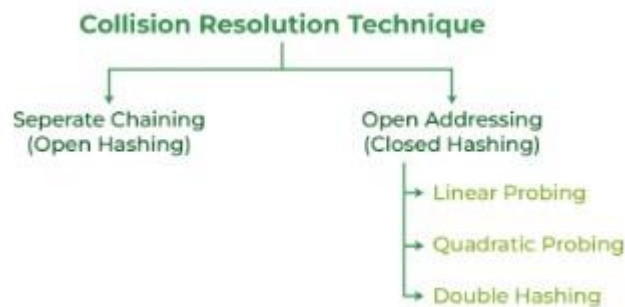 Collision Resolution Technique
Seperate Chaining
(Open Hashing)
Open Addressing
(Closed Hashing)
Linear Probing
Quadratic Probing
Double Hashing